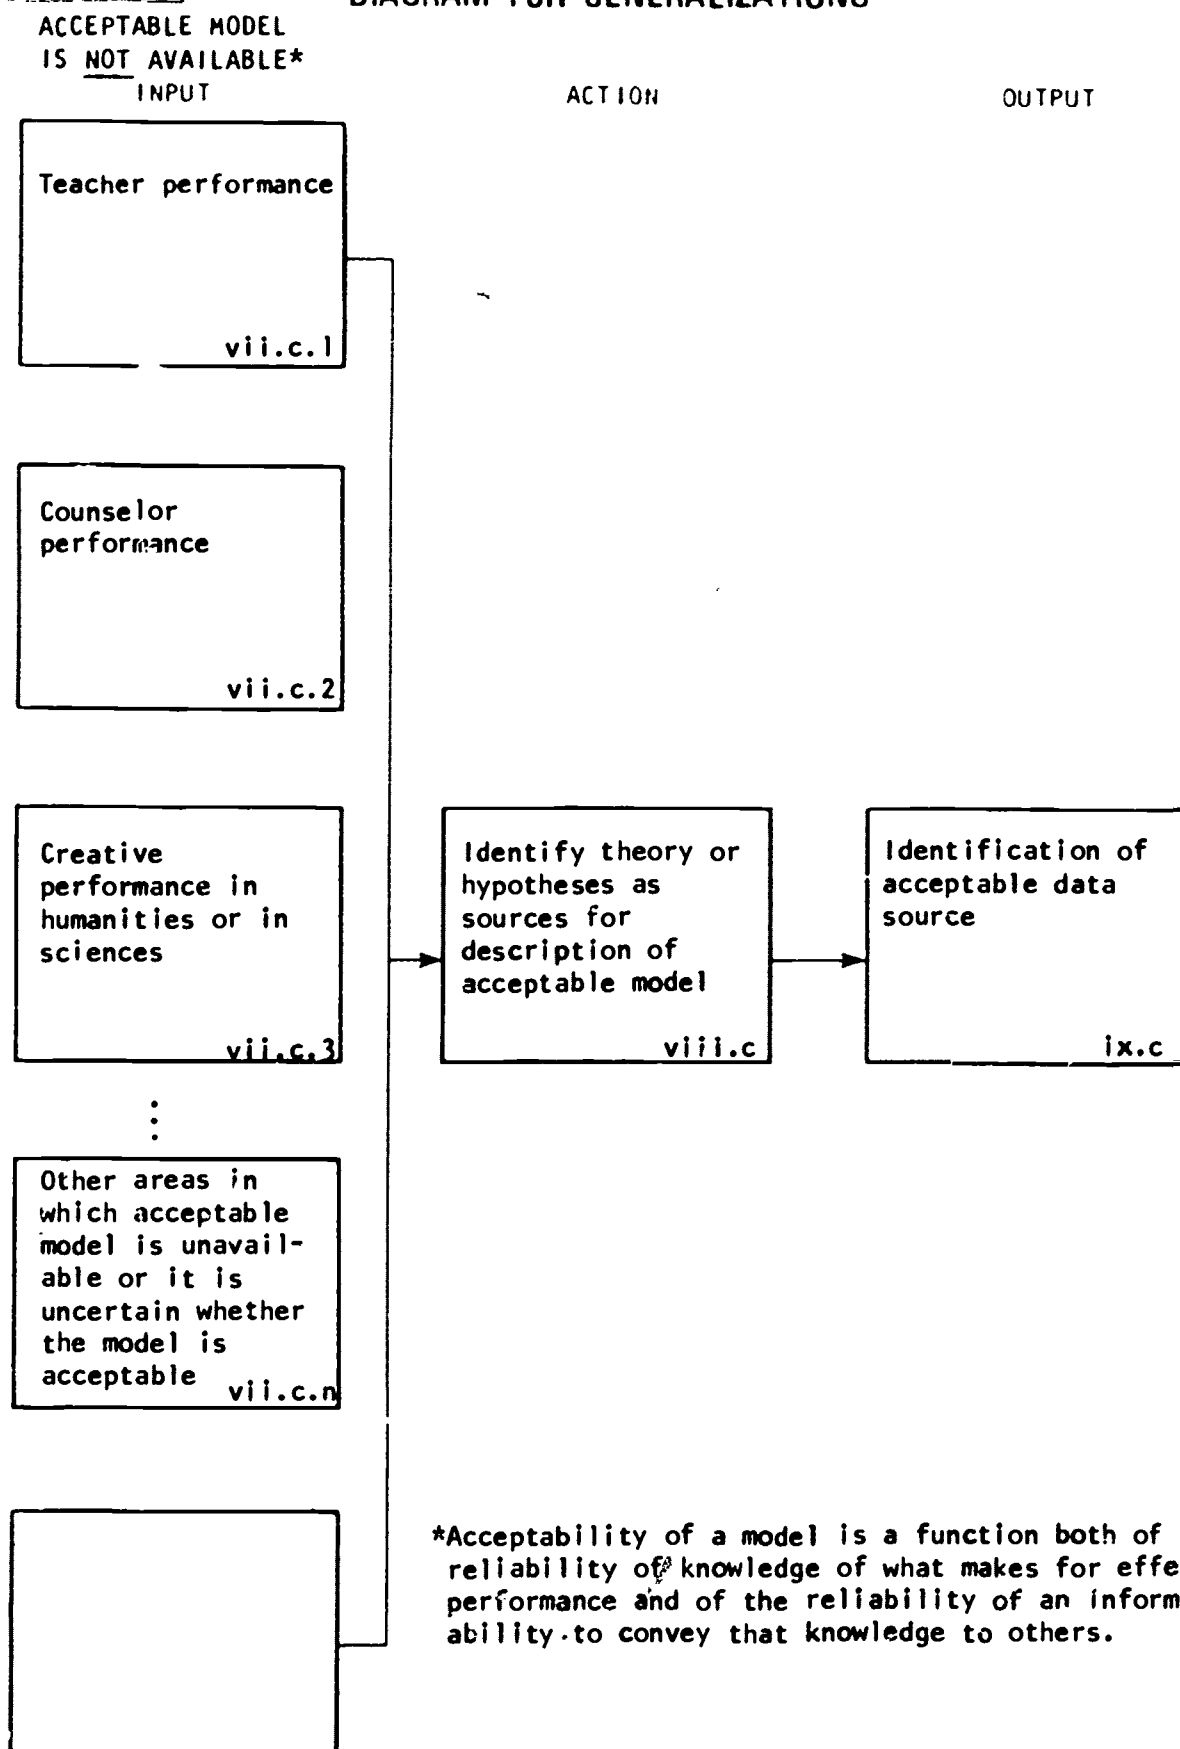 DIAGRAM FOR GENERALIZATIONS
ACCEPTABLE MODEL
IS NOT AVAILABLE*
INPUT
ACTION
OUTPUT
Teacher performance
vii.c.1
Counselor
performance
vii.c.2
Creative
performance in
humanities or in
sciences
vii.c.3
Identify theory or
hypotheses as
sources for
description of
acceptable model
viii.c
Identification of
acceptable data
source
ix.c
Other areas in
which acceptable
model is unavail-
able or it is
uncertain whether
the model is
acceptable
vii.c.n
*Acceptability of a model is a function both of
reliability of knowledge of what makes for effe
performance and of the reliability of an inform
ability to convey that knowledge to others.